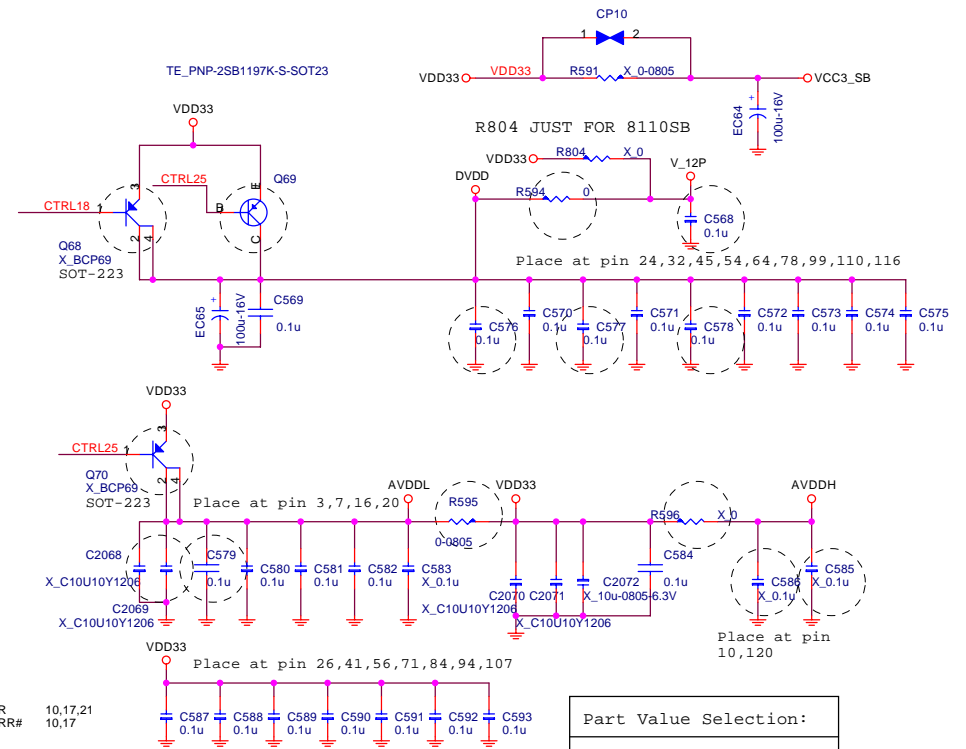 CP10
1 2
TE_PNP-2SB1197K-S-SOT23
VDD33 VDD33 R591 X_0-0805 VCC3_SB
EC64
+
100u-16V
VDD33
R804 JUST FOR 8110SB
VDD33 R804 X_0
DVDD V_12P
CTRL25 E Q69
R594 0
CTRL18 1 3 B
C568
0.1u
2 4 C
Q68
X_BCP69
SOT-223
Place at pin 24,32,45,54,64,78,99,110,116
EC65
+
100u-16V
C569
0.1u
C576 C570 C577 C571 C578 C572 C573 C574 C575
0.1u 0.1u 0.1u 0.1u 0.1u 0.1u 0.1u 0.1u 0.1u
VDD33
CTRL25 1 3
2 4
Q70
X_BCP69
SOT-223
Place at pin 3,7,16,20
AVDDL R595 VDD33 AVDDH
R596 X_0
0-0805
C2068 C579 C580 C581 C582 C583 C584 C586 C585
X_C10U10Y1206 0.1u 0.1u 0.1u 0.1u X_0.1u 0.1u X_0.1u X_0.1u
C2070 C2071 C2072
X_10u-0805-6.3V
C2069 X_C10U10Y1206
X_C10U10Y1206 X_C10U10Y1206
Place at pin
10,120
VDD33
Place at pin 26,41,56,71,84,94,107
R 10,17,21
RR# 10,17
C587 C588 C589 C590 C591 C592 C593
0.1u 0.1u 0.1u 0.1u 0.1u 0.1u 0.1u
Part Value Selection: